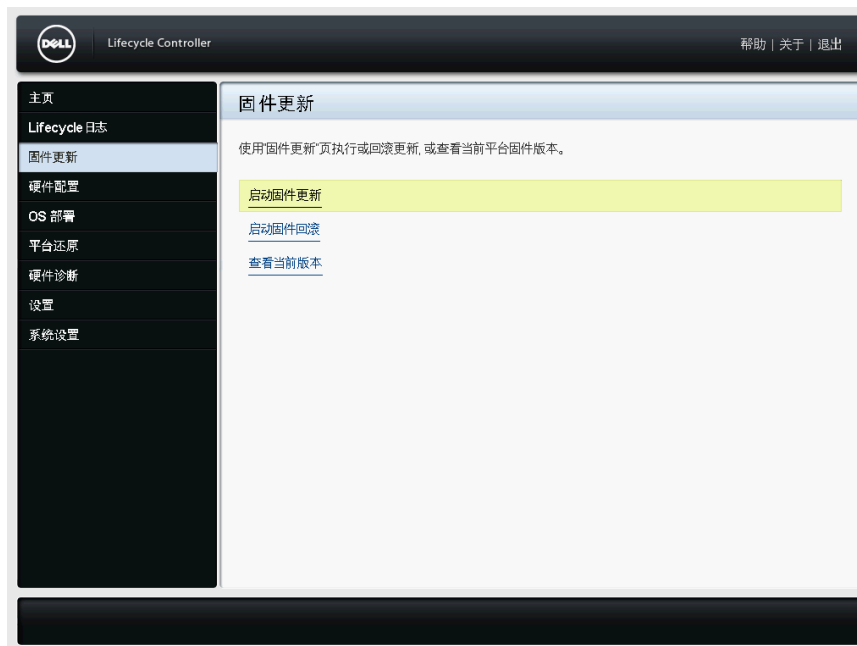 DELL
Lifecycle Controller
帮助 | 关于 | 退出
主页
Lifecycle 日志
固件更新
硬件配置
OS 部署
平台还原
硬件诊断
设置
系统设置
固件更新
使用“固件更新”页执行或回滚更新, 或查看当前平台固件版本。
启动固件更新
启动固件回滚
查看当前版本